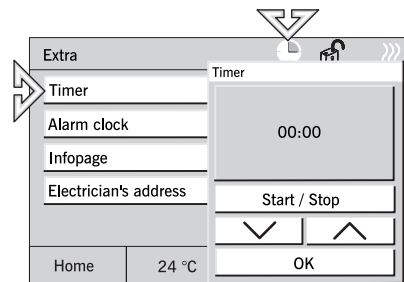 Extra
Timer
Timer
Alarm clock
00:00
Infopage
Electrician's address
Start / Stop
Home
24 °C
OK